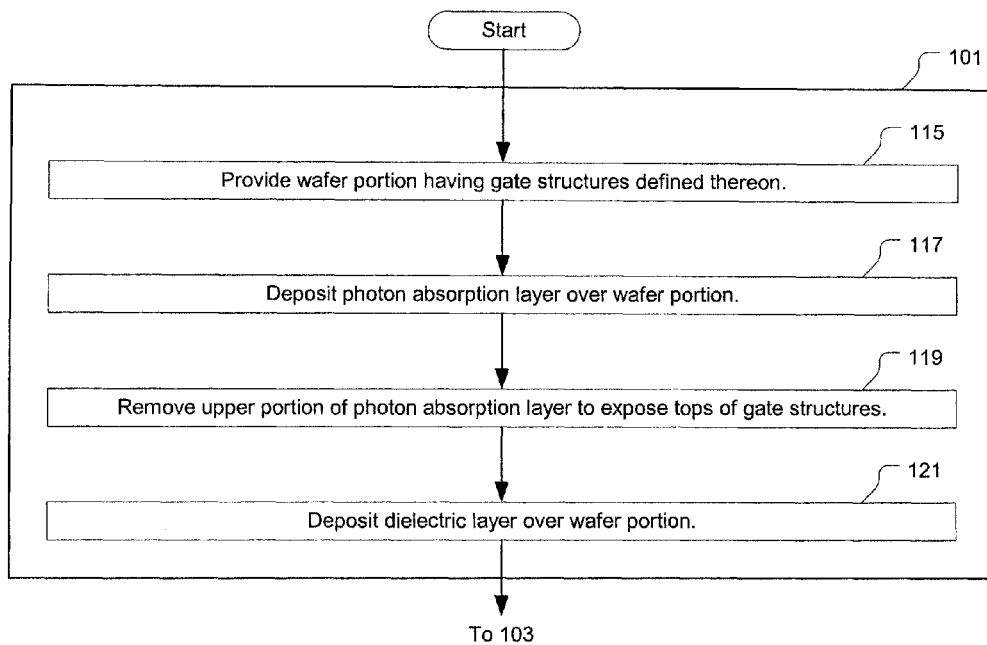 Start
101
115
Provide wafer portion having gate structures defined thereon.
117
Deposit photon absorption layer over wafer portion.
119
Remove upper portion of photon absorption layer to expose tops of gate structures.
121
Deposit dielectric layer over wafer portion.
To 103